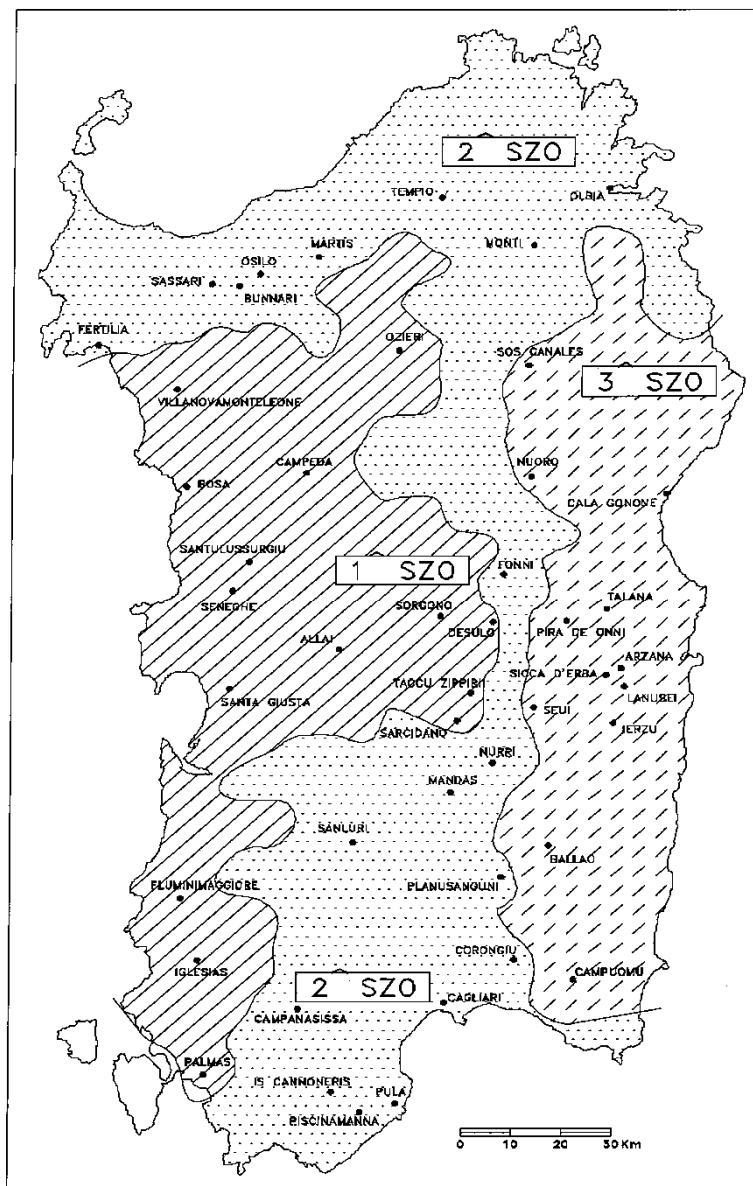 2 SZO
TEMPIO
OLBIA
MARTIS
MONTI
OSILO
SASSARI
BUNNARI
FERTILIA
OZIERI
SOS CANALES
3 SZO
VILLANOVAMONTELEONE
NUORO
CAMPEDA
BOSA
CALA GONONE
SANTULUSSURGIU
1 SZO
FONNI
SENEGHE
TALANA
SORGONO
DESULO
PIRA DE ONNI
ALLAI
ARZANA
SICCA D'ERBA
TACCU ZIPPIRI
LANUSEI
SANTA GIUSTA
SEUI
JERZU
SARCIDANO
NURRI
MANDAS
SANLURI
BALLAO
PLANUSANGUNI
FLUMINIMAGGIORE
CORONGIU
IGLESIAS
CAMPUOMU
2 SZO
CAGLIARI
CAMPANASISSA
PALMAS
IS CANNONERIS
PULA
PISCINAMANNA
0 10 20 30 Km